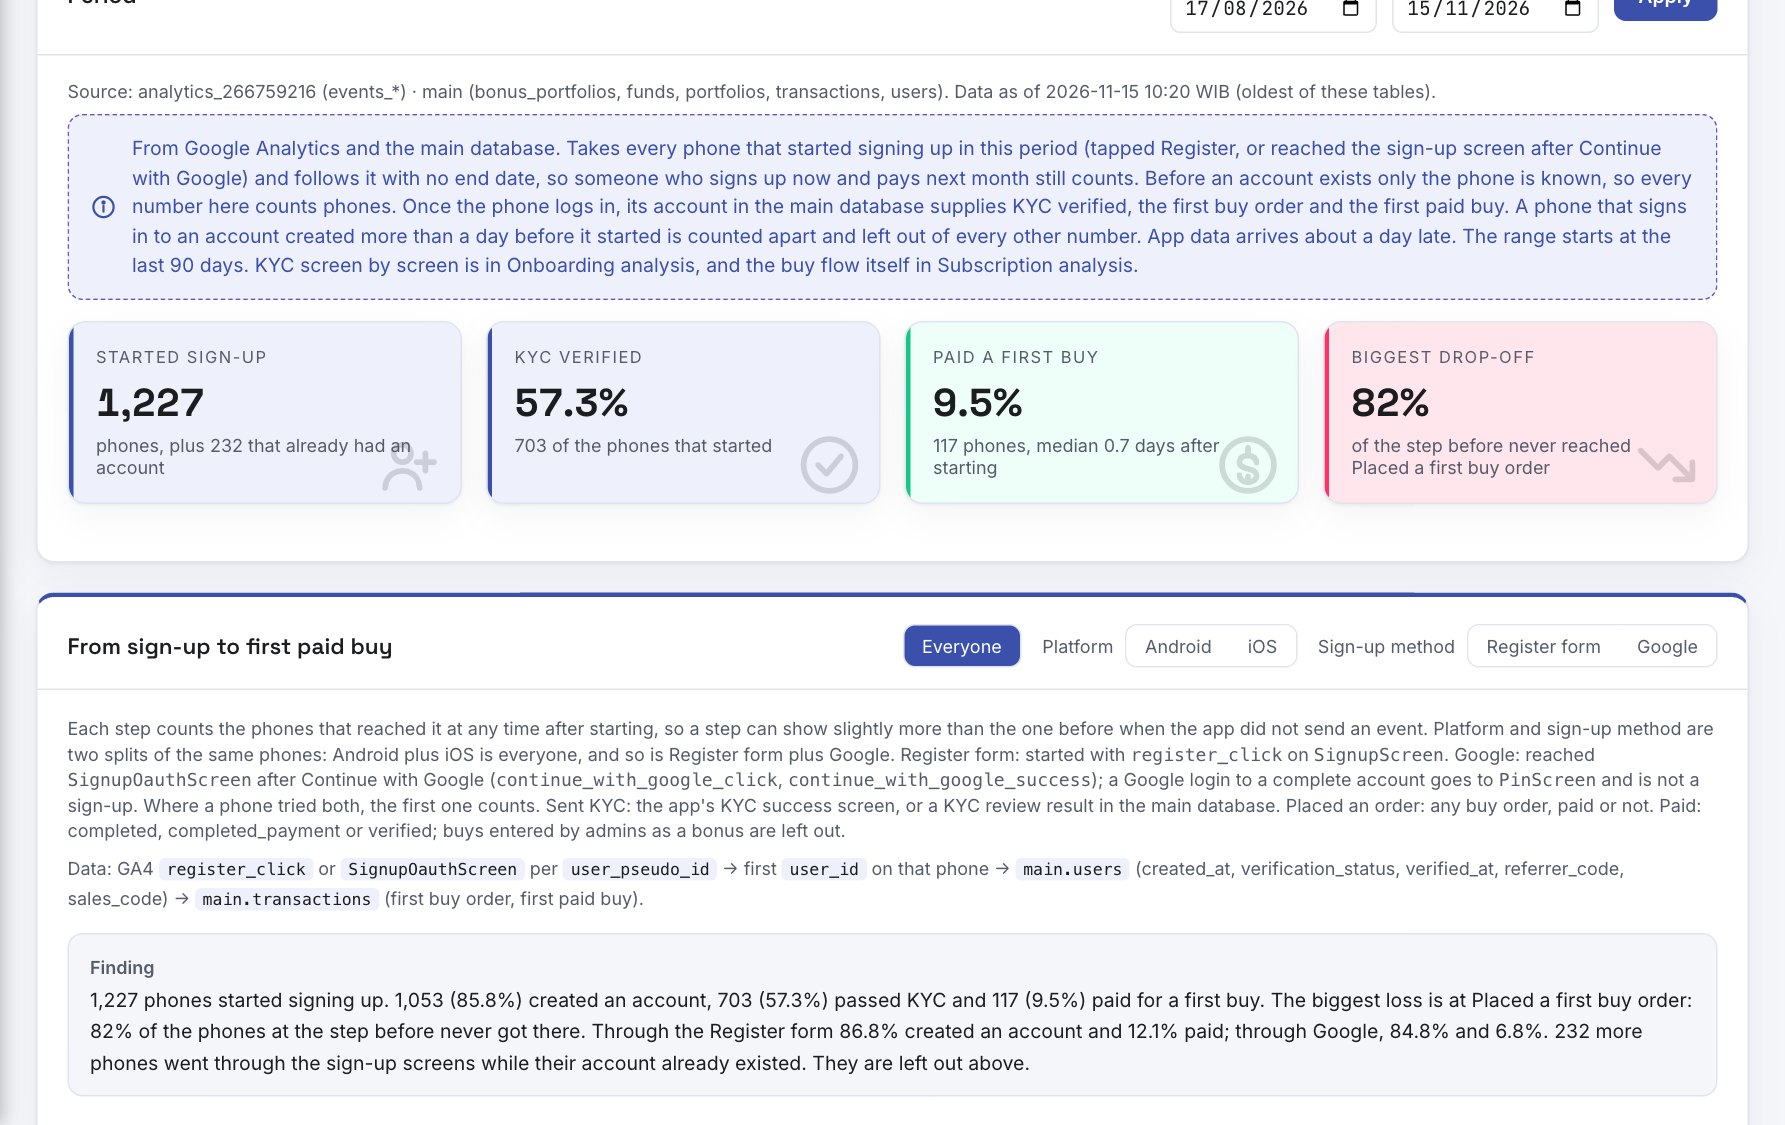 Period
17/08/2026
15/11/2026
Apply
Source: analytics_266759216 (events_*) · main (bonus_portfolios, funds, portfolios, transactions, users). Data as of 2026-11-15 10:20 WIB (oldest of these tables).
From Google Analytics and the main database. Takes every phone that started signing up in this period (tapped Register, or reached the sign-up screen after Continue
with Google) and follows it with no end date, so someone who signs up now and pays next month still counts. Before an account exists only the phone is known, so every
number here counts phones. Once the phone logs in, its account in the main database supplies KYC verified, the first buy order and the first paid buy. A phone that signs
in to an account created more than a day before it started is counted apart and left out of every other number. App data arrives about a day late. The range starts at the
last 90 days. KYC screen by screen is in Onboarding analysis, and the buy flow itself in Subscription analysis.
STARTED SIGN-UP
1,227
phones, plus 232 that already had an
account
KYC VERIFIED
57.3%
703 of the phones that started
PAID A FIRST BUY
9.5%
117 phones, median 0.7 days after
starting
BIGGEST DROP-OFF
82%
of the step before never reached
Placed a first buy order
From sign-up to first paid buy
Everyone
Platform
Android
iOS
Sign-up method
Register form
Google
Each step counts the phones that reached it at any time after starting, so a step can show slightly more than the one before when the app did not send an event. Platform and sign-up method are
two splits of the same phones: Android plus iOS is everyone, and so is Register form plus Google. Register form: started with register_click on SignupScreen. Google: reached
SignupOauthScreen after Continue with Google (continue_with_google_click, continue_with_google_success); a Google login to a complete account goes to PinScreen and is not a
sign-up. Where a phone tried both, the first one counts. Sent KYC: the app's KYC success screen, or a KYC review result in the main database. Placed an order: any buy order, paid or not. Paid:
completed, completed_payment or verified; buys entered by admins as a bonus are left out.
Data: GA4 register_click or SignupOauthScreen per user_pseudo_id → first user_id on that phone → main.users (created_at, verification_status, verified_at, referrer_code,
sales_code) → main.transactions (first buy order, first paid buy).
Finding
1,227 phones started signing up. 1,053 (85.8%) created an account, 703 (57.3%) passed KYC and 117 (9.5%) paid for a first buy. The biggest loss is at Placed a first buy order:
82% of the phones at the step before never got there. Through the Register form 86.8% created an account and 12.1% paid; through Google, 84.8% and 6.8%. 232 more
phones went through the sign-up screens while their account already existed. They are left out above.